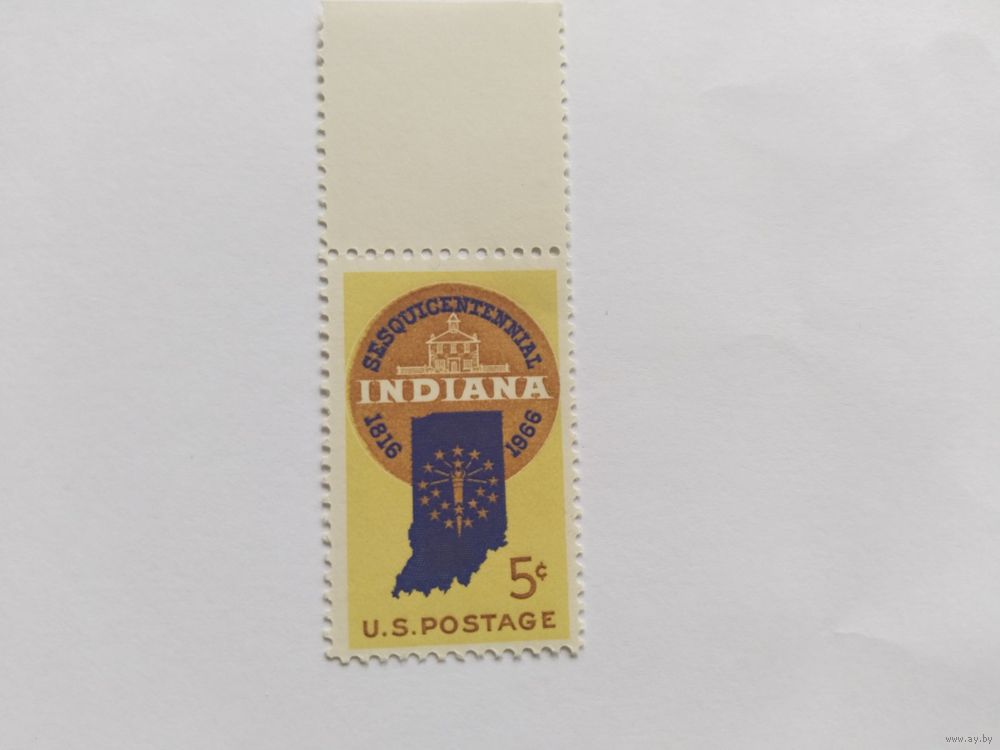 SESQUICENTENNIAL
INDIANA
1816 1966
5¢
U.S. POSTAGE
www.ay.by